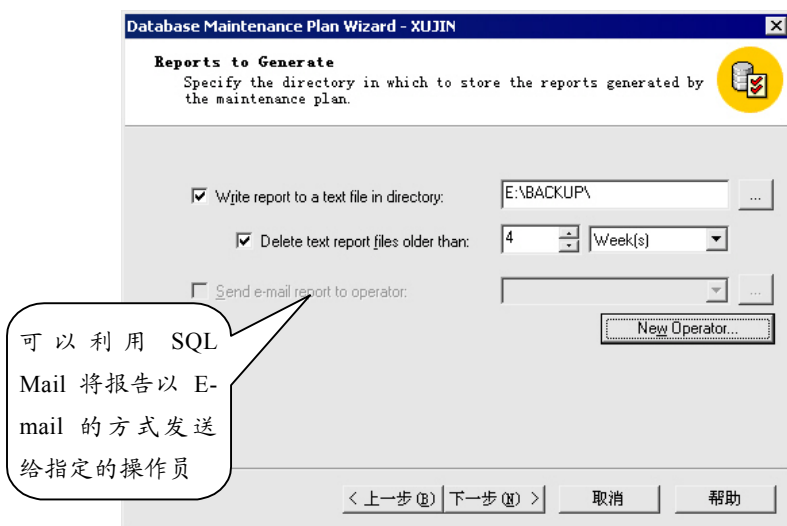 Database Maintenance Plan Wizard - XUJIN
Reports to Generate
Specify the directory in which to store the reports generated by
the maintenance plan.
Write report to a text file in directory:
E:\BACKUP\
...
Delete text report files older than:
4
Week(s)
Send e-mail report to operator:
...
New Operator...
可以利用 SQL
Mail 将报告以 E-
mail 的方式发送
给指定的操作员
< 上一步(B)
下一步(N) >
取消
帮助